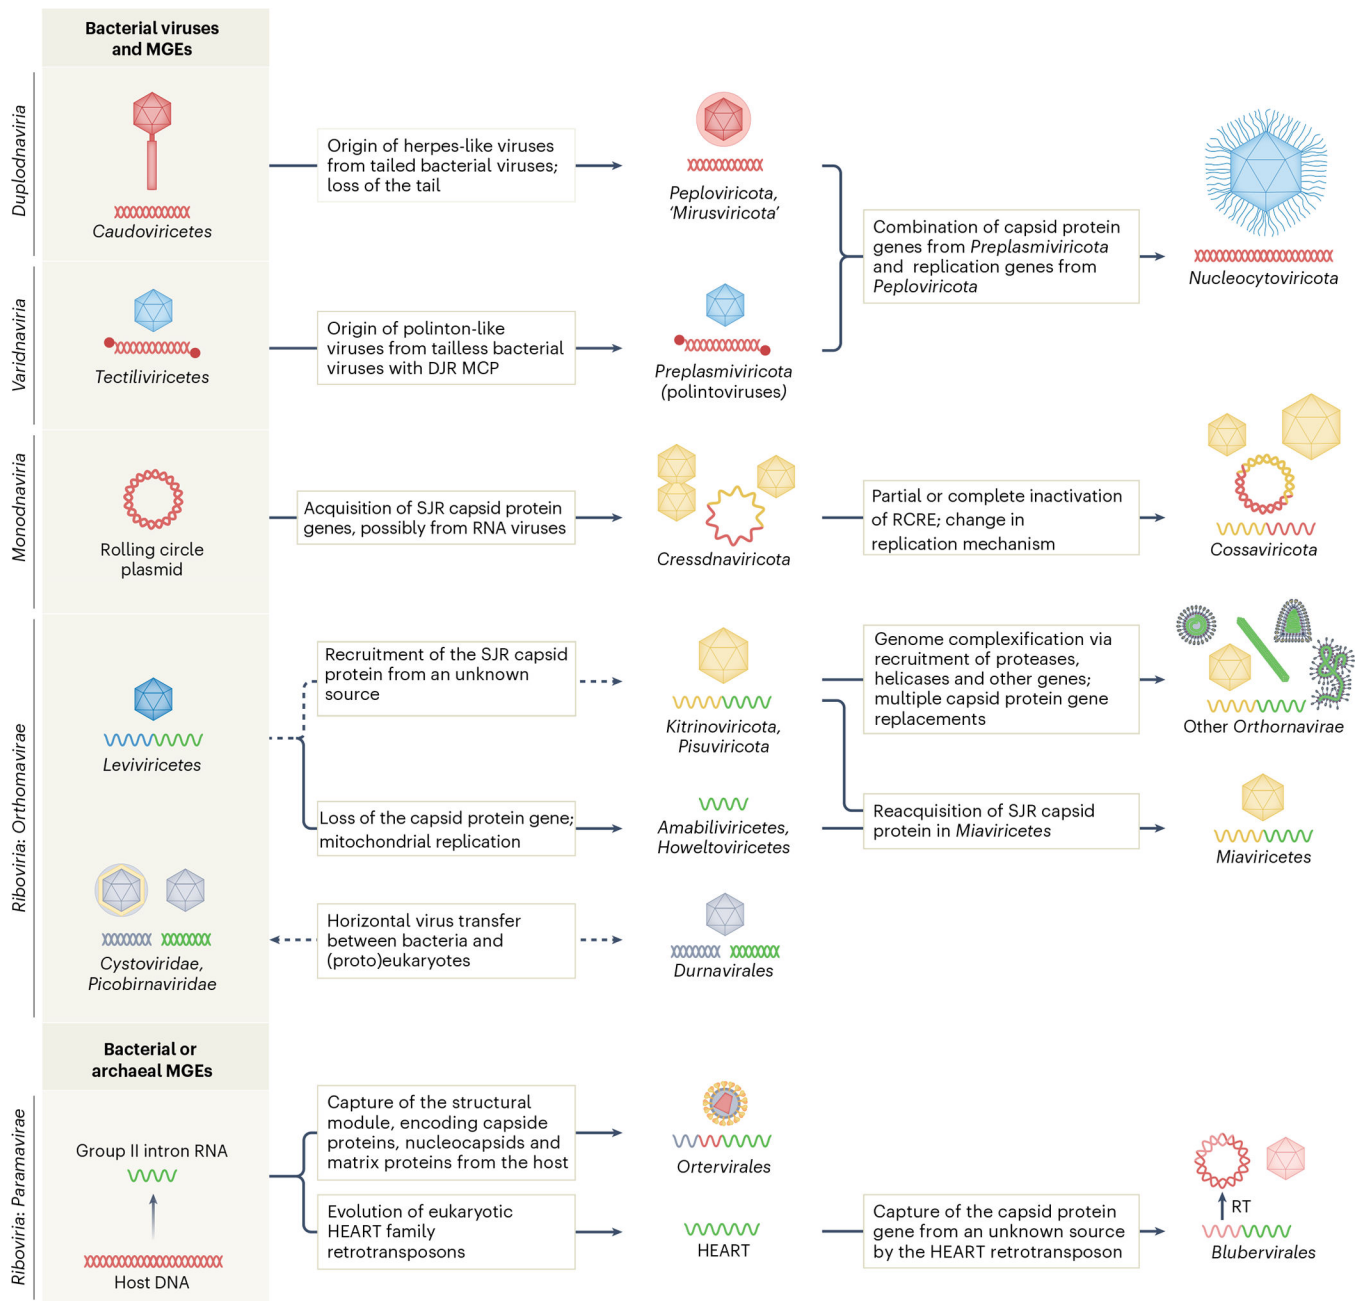 Bacterial viruses
and MGEs
Duplodnaviria
Caudoviricetes
Origin of herpes-like viruses
from tailed bacterial viruses;
loss of the tail
Peploviricota,
‘Mirusviricota’
Combination of capsid protein
genes from Preplasmiviricota
and replication genes from
Peploviricota
Nucleocytoviricota
Varidnaviria
Tectiliviricetes
Origin of polinton-like
viruses from tailless bacterial
viruses with DJR MCP
Preplasmiviricota
(polintoviruses)
Monodnaviria
Rolling circle
plasmid
Acquisition of SJR capsid protein
genes, possibly from RNA viruses
Cressdnaviricota
Partial or complete inactivation
of RCRE; change in
replication mechanism
Cossaviricota
Riboviria: Orthomavirae
Leviviricetes
Recruitment of the SJR capsid
protein from an unknown
source
Kitrinoviricota,
Pisuviricota
Genome complexification via
recruitment of proteases,
helicases and other genes;
multiple capsid protein gene
replacements
Other Orthornavirae
Loss of the capsid protein gene;
mitochondrial replication
Amabiliviricetes,
Howeltoviricetes
Reacquisition of SJR capsid
protein in Miaviricetes
Miaviricetes
Cystoviridae,
Picobirnaviridae
Horizontal virus transfer
between bacteria and
(proto)eukaryotes
Durnavirales
Bacterial or
archaeal MGEs
Riboviria: Paramavirae
Group II intron RNA
Host DNA
Capture of the structural
module, encoding capside
proteins, nucleocapsids and
matrix proteins from the host
Ortervirales
Evolution of eukaryotic
HEART family
retrotransposons
HEART
Capture of the capsid protein
gene from an unknown source
by the HEART retrotransposon
RT
Blubervirales